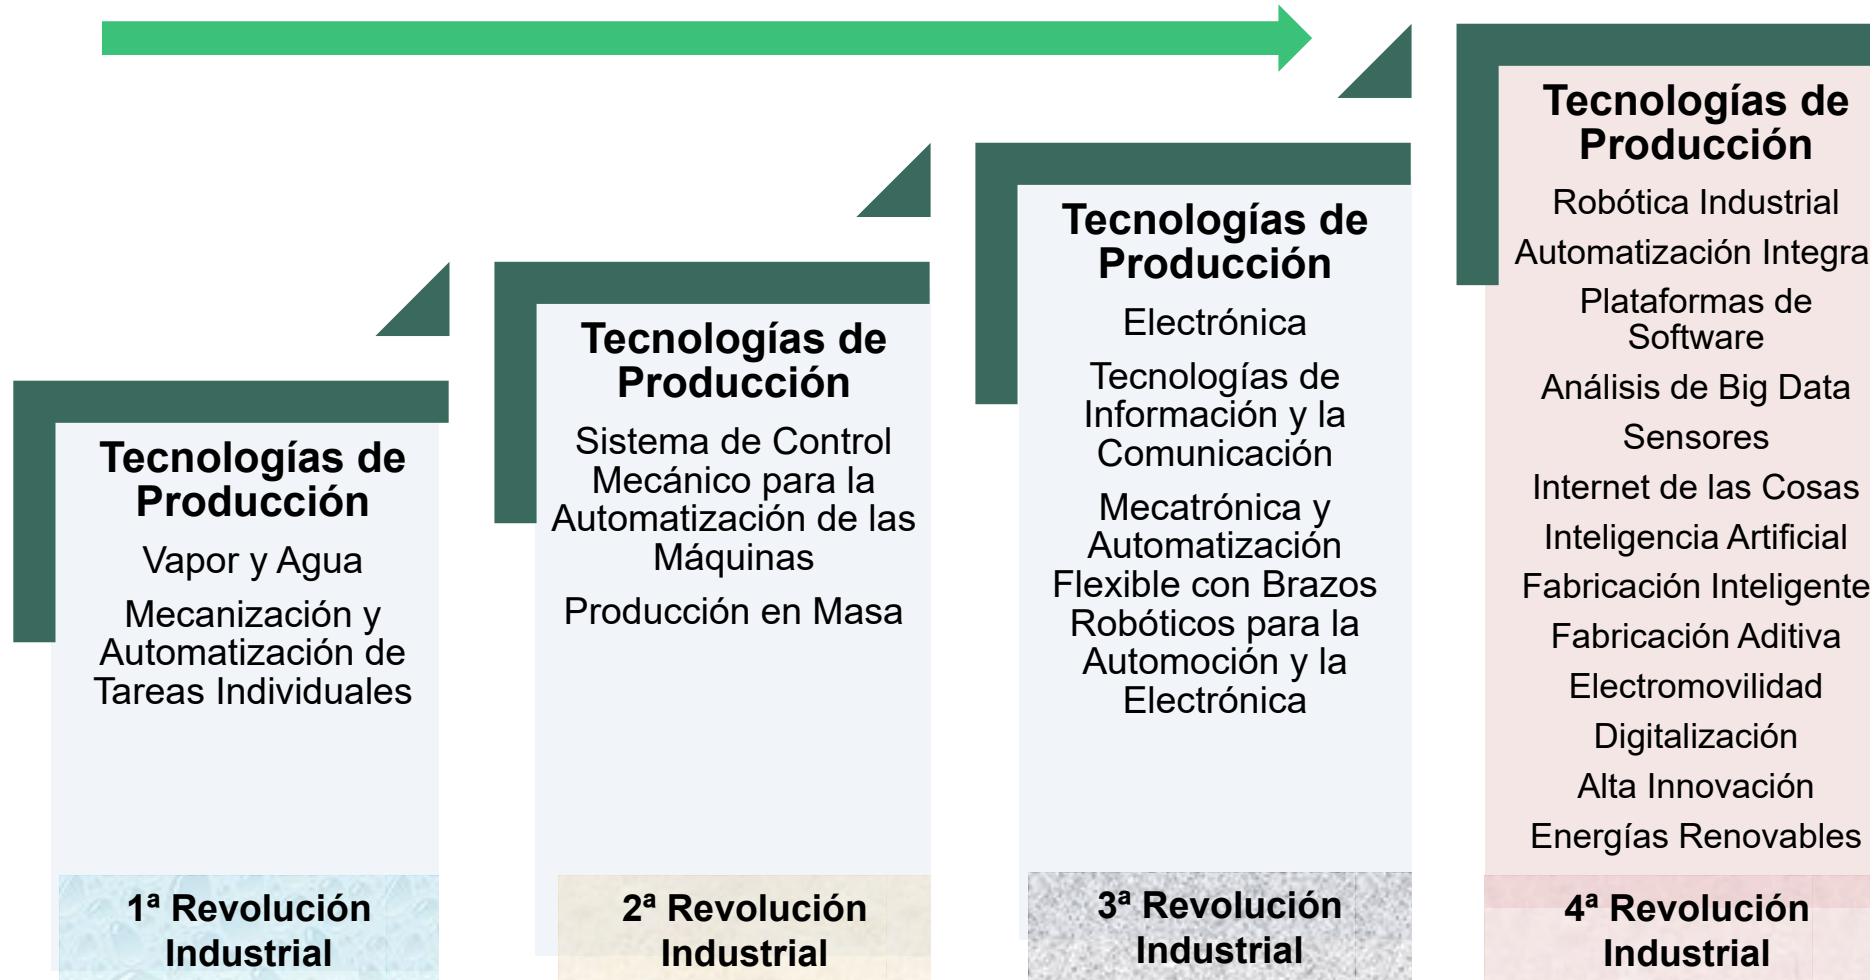 Tecnologías de
Producción
Vapor y Agua
Mecanización y
Automatización de
Tareas Individuales
1ª Revolución
Industrial
Tecnologías de
Producción
Sistema de Control
Mecánico para la
Automatización de las
Máquinas
Producción en Masa
2ª Revolución
Industrial
Tecnologías de
Producción
Electrónica
Tecnologías de
Información y la
Comunicación
Mecatrónica y
Automatización
Flexible con Brazos
Robóticos para la
Automoción y la
Electrónica
3ª Revolución
Industrial
Tecnologías de
Producción
Robótica Industrial
Automatización Integra
Plataformas de
Software
Análisis de Big Data
Sensores
Internet de las Cosas
Inteligencia Artificial
Fabricación Inteligente
Fabricación Aditiva
Electromovilidad
Digitalización
Alta Innovación
Energías Renovables
4ª Revolución
Industrial